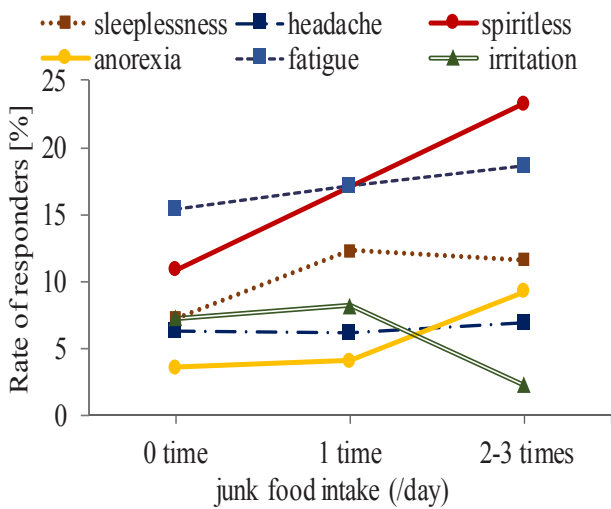 sleeplessness headache spiritless
anorexia fatigue irritation
25
20
15
10
5
0
Rate of responders [%]
0 time 1 time 2-3 times
junk food intake (/day)